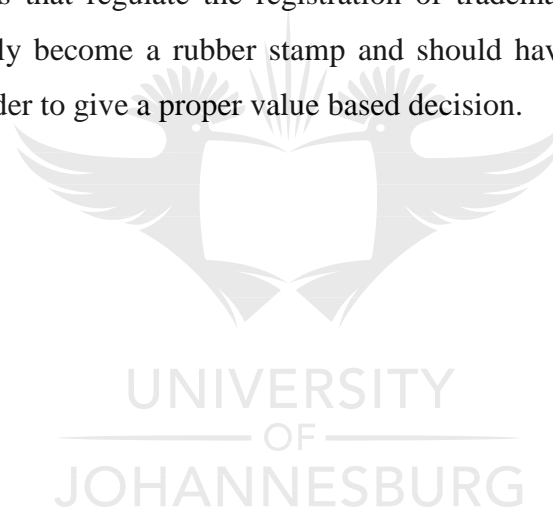 s that regulate the registration of tradema
ly become a rubber stamp and should hav
der to give a proper value based decision.
UNIVERSITY
OF
JOHANNESBURG